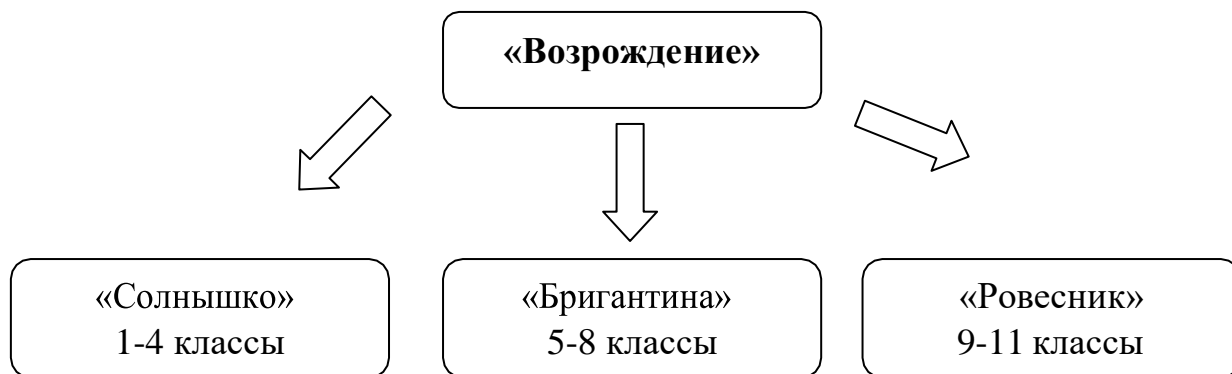 «Возрождение»
«Солнышко»
1-4 классы
«Бригантина»
5-8 классы
«Ровесник»
9-11 классы